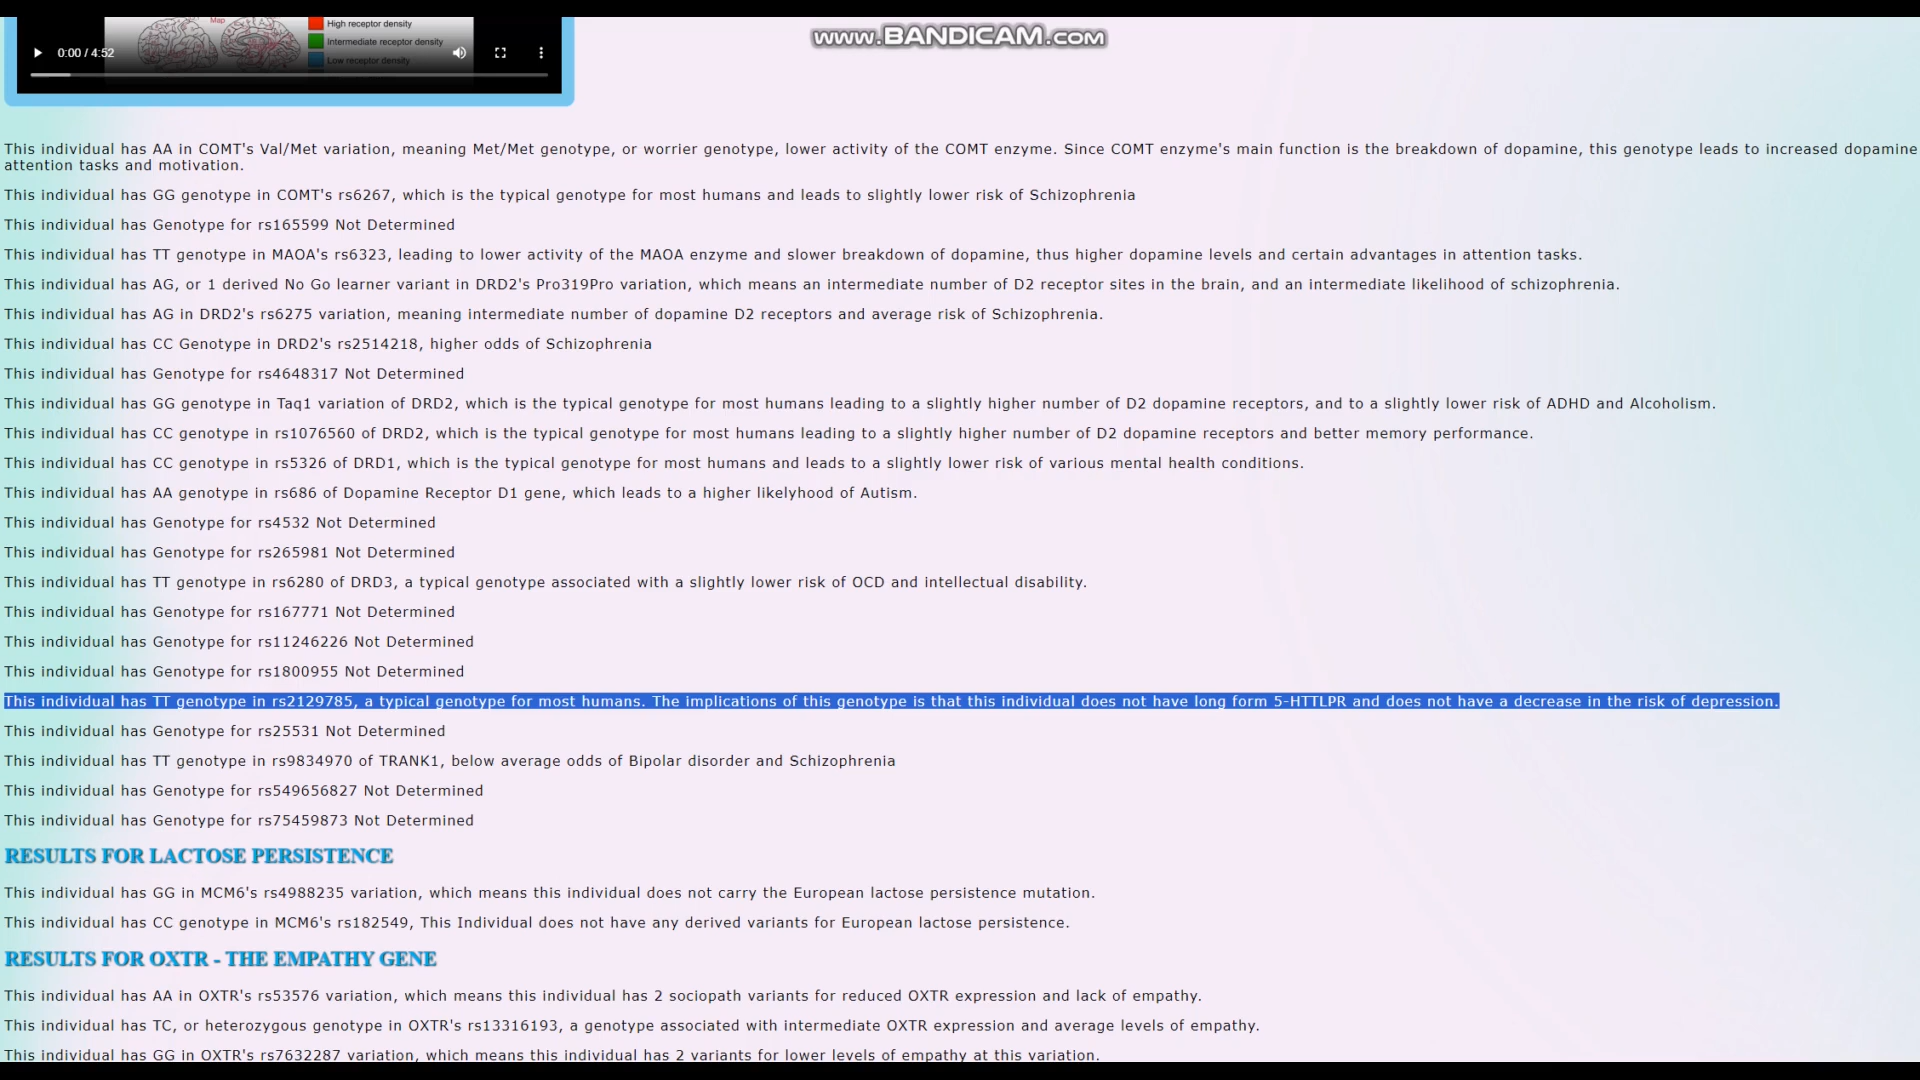 Map
High receptor density
Intermediate receptor density
Low receptor density
0:00 / 4:52
www.BANDICAM.com
This individual has AA in COMT's Val/Met variation, meaning Met/Met genotype, or worrier genotype, lower activity of the COMT enzyme. Since COMT enzyme's main function is the breakdown of dopamine, this genotype leads to increased dopamine
attention tasks and motivation.
This individual has GG genotype in COMT's rs6267, which is the typical genotype for most humans and leads to slightly lower risk of Schizophrenia
This individual has Genotype for rs165599 Not Determined
This individual has TT genotype in MAOA's rs6323, leading to lower activity of the MAOA enzyme and slower breakdown of dopamine, thus higher dopamine levels and certain advantages in attention tasks.
This individual has AG, or 1 derived No Go learner variant in DRD2's Pro319Pro variation, which means an intermediate number of D2 receptor sites in the brain, and an intermediate likelihood of schizophrenia.
This individual has AG in DRD2's rs6275 variation, meaning intermediate number of dopamine D2 receptors and average risk of Schizophrenia.
This individual has CC Genotype in DRD2's rs2514218, higher odds of Schizophrenia
This individual has Genotype for rs4648317 Not Determined
This individual has GG genotype in Taq1 variation of DRD2, which is the typical genotype for most humans leading to a slightly higher number of D2 dopamine receptors, and to a slightly lower risk of ADHD and Alcoholism.
This individual has CC genotype in rs1076560 of DRD2, which is the typical genotype for most humans leading to a slightly higher number of D2 dopamine receptors and better memory performance.
This individual has CC genotype in rs5326 of DRD1, which is the typical genotype for most humans and leads to a slightly lower risk of various mental health conditions.
This individual has AA genotype in rs686 of Dopamine Receptor D1 gene, which leads to a higher likelyhood of Autism.
This individual has Genotype for rs4532 Not Determined
This individual has Genotype for rs265981 Not Determined
This individual has TT genotype in rs6280 of DRD3, a typical genotype associated with a slightly lower risk of OCD and intellectual disability.
This individual has Genotype for rs167771 Not Determined
This individual has Genotype for rs11246226 Not Determined
This individual has Genotype for rs1800955 Not Determined
This individual has TT genotype in rs2129785, a typical genotype for most humans. The implications of this genotype is that this individual does not have long form 5-HTTLPR and does not have a decrease in the risk of depression.
This individual has Genotype for rs25531 Not Determined
This individual has TT genotype in rs9834970 of TRANK1, below average odds of Bipolar disorder and Schizophrenia
This individual has Genotype for rs549656827 Not Determined
This individual has Genotype for rs75459873 Not Determined
RESULTS FOR LACTOSE PERSISTENCE
This individual has GG in MCM6's rs4988235 variation, which means this individual does not carry the European lactose persistence mutation.
This individual has CC genotype in MCM6's rs182549, This Individual does not have any derived variants for European lactose persistence.
RESULTS FOR OXTR - THE EMPATHY GENE
This individual has AA in OXTR's rs53576 variation, which means this individual has 2 sociopath variants for reduced OXTR expression and lack of empathy.
This individual has TC, or heterozygous genotype in OXTR's rs13316193, a genotype associated with intermediate OXTR expression and average levels of empathy.
This individual has GG in OXTR's rs7632287 variation, which means this individual has 2 variants for lower levels of empathy at this variation.